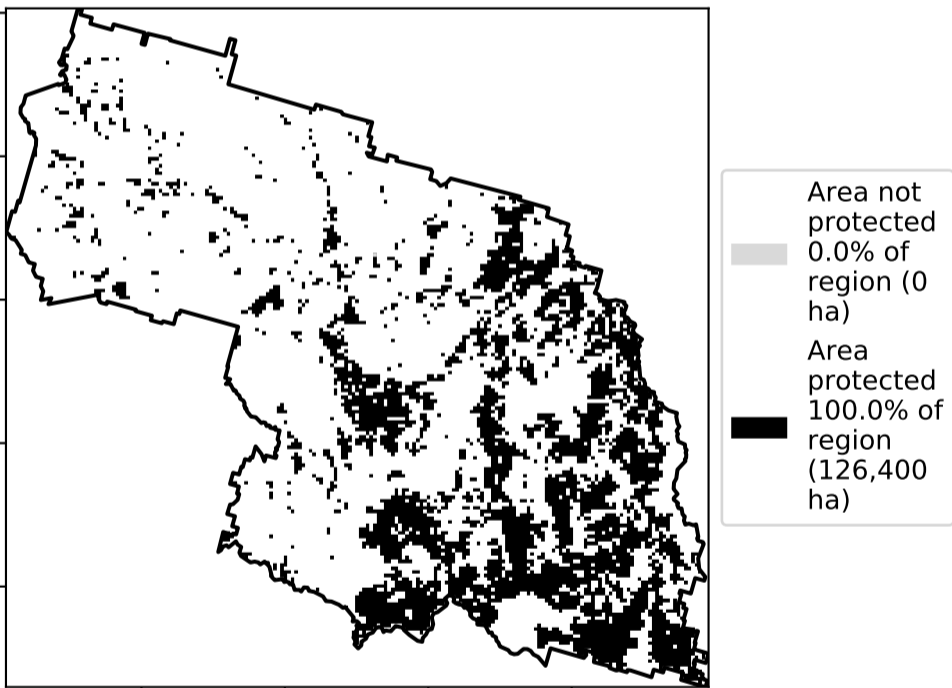 Area not
protected
0.0% of
region (0
ha)
Area
protected
100.0% of
region
(126,400
ha)